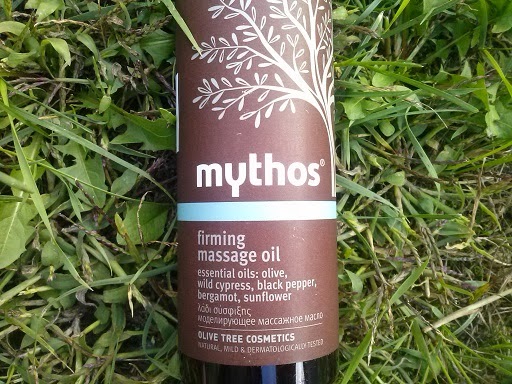 mythos®
firming
massage oil
essential oils: olive,
wild cypress, black pepper,
bergamot, sunflower
λάδι σύσφιξης
моделирующее массажное масло
OLIVE TREE COSMETICS
NATURAL, MILD & DERMATOLOGICALLY TESTED